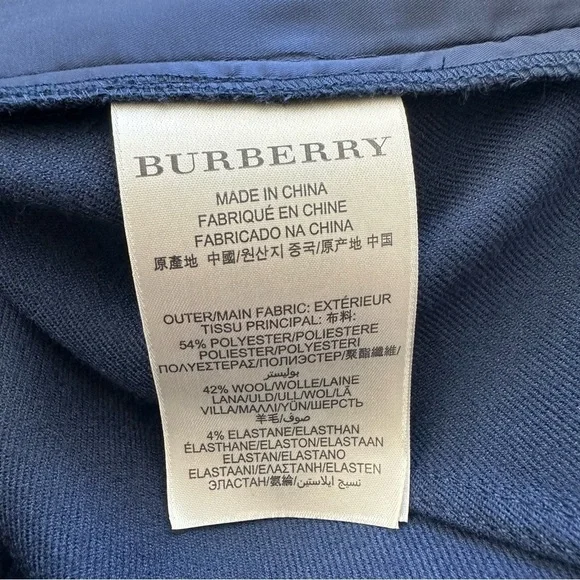 BURBERRY
MADE IN CHINA
FABRIQUÉ EN CHINE
FABRICADO NA CHINA
原產地 中國/원산지 중국/原产地 中国
OUTER/MAIN FABRIC: EXTÉRIEUR
TISSU PRINCIPAL: 布料:
54% POLYESTER/POLIESTERE
POLIESTER/POLYESTERI
ΠΟΛΥΕΣΤΕΡΑΣ/ПОЛИЭСТЕР/聚酯纖維/
بوليستر
42% WOOL/WOLLE/LAINE
LANA/ULD/ULL/WOL/LÃ
VILLA/ΜΑΛΛΙ/YÜN/ШЕРСТЬ
羊毛/صوف
4% ELASTANE/ELASTHAN
ÉLASTHANE/ELASTON/ELASTAAN
ELASTAN/ELASTANO
ELASTAANI/ΕΛΑΣΤΑΝΗ/ELASTEN
ЭЛАСТАН/氨綸/نسيج ايلاستين